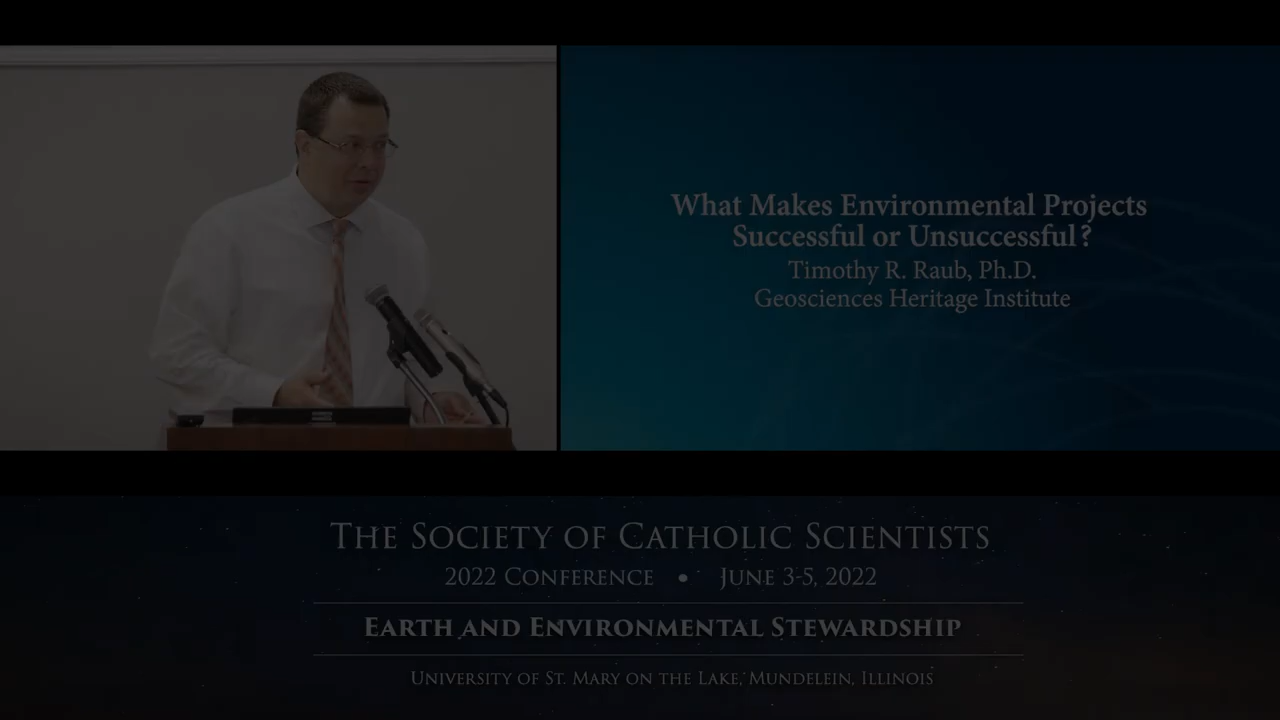 What Makes Environmental Projects
Successful or Unsuccessful?
Timothy R. Raub, Ph.D.
Geosciences Heritage Institute
The Society of Catholic Scientists
2022 Conference • June 3-5, 2022
Earth and Environmental Stewardship
University of St. Mary on the Lake, Mundelein, Illinois